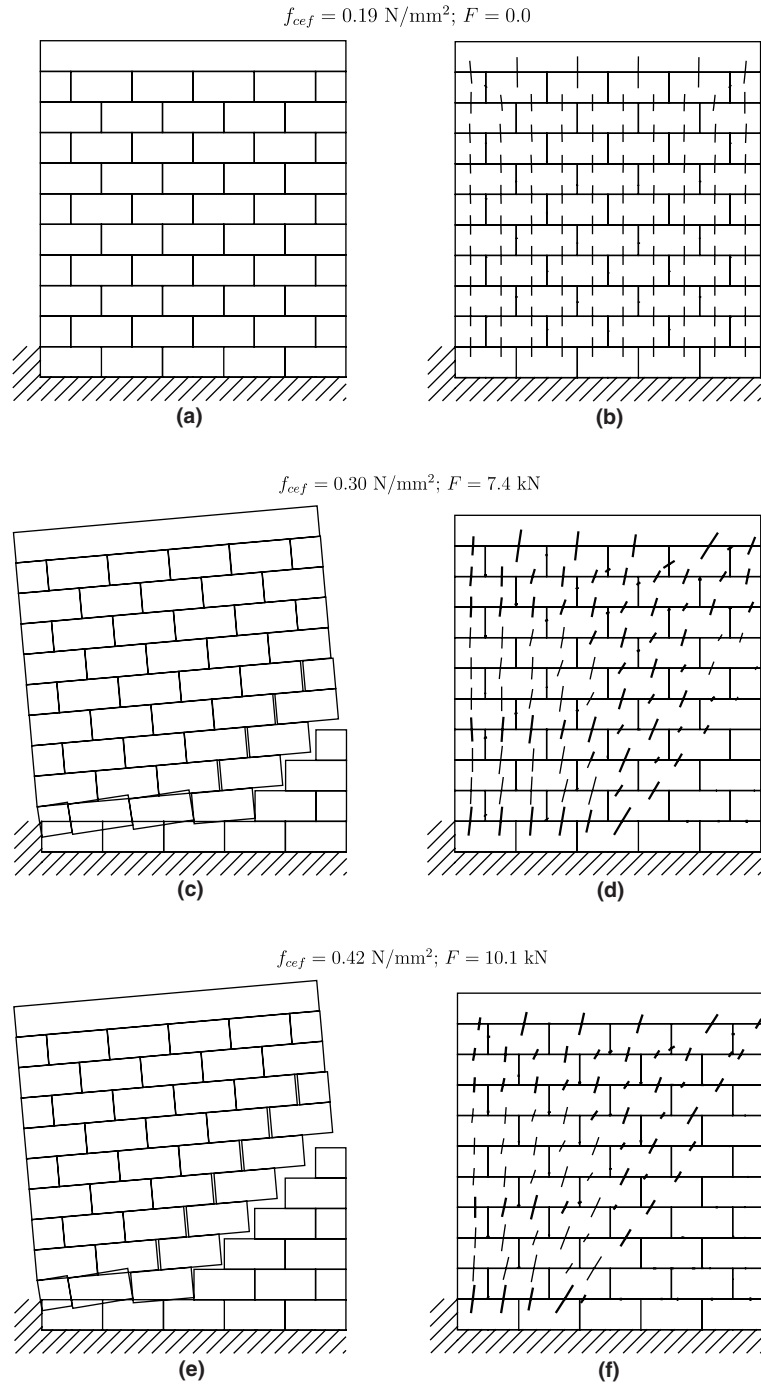 f_{cef} = 0.19 N/mm²; F = 0.0
(a) (b)
f_{cef} = 0.30 N/mm²; F = 7.4 kN
(c) (d)
f_{cef} = 0.42 N/mm²; F = 10.1 kN
(e) (f)